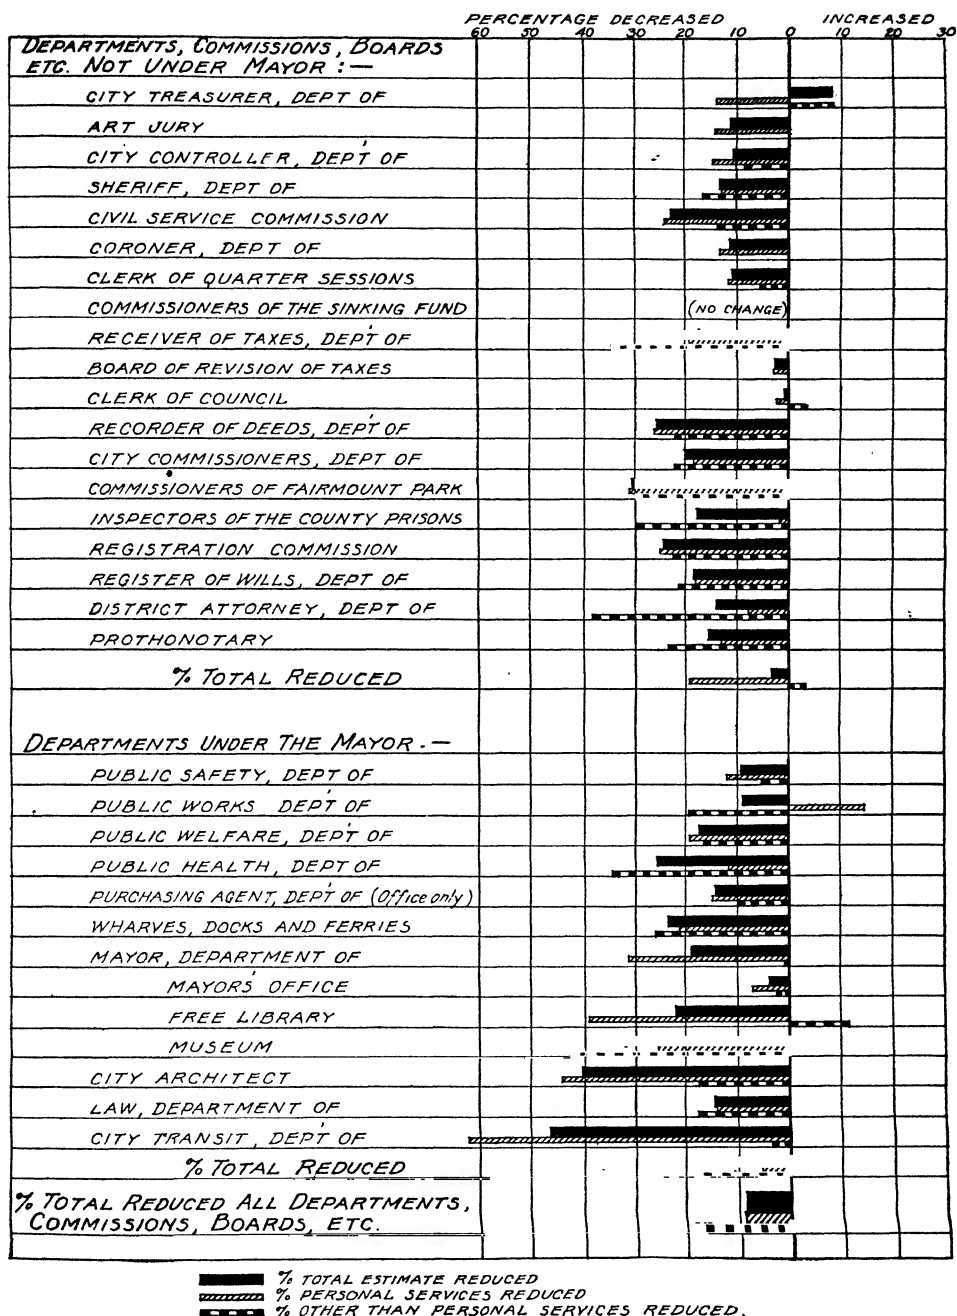 PERCENTAGE DECREASED INCREASED
60 50 40 30 20 10 0 10 20 30
DEPARTMENTS, COMMISSIONS, BOARDS
ETC. NOT UNDER MAYOR :—
CITY TREASURER, DEPT OF
ART JURY
CITY CONTROLLER, DEP'T OF
SHERIFF, DEPT OF
CIVIL SERVICE COMMISSION
CORONER, DEPT OF
CLERK OF QUARTER SESSIONS
COMMISSIONERS OF THE SINKING FUND (NO CHANGE)
RECEIVER OF TAXES, DEP'T OF
BOARD OF REVISION OF TAXES
CLERK OF COUNCIL
RECORDER OF DEEDS, DEP'T OF
CITY COMMISSIONERS, DEPT OF
COMMISSIONERS OF FAIRMOUNT PARK
INSPECTORS OF THE COUNTY PRISONS
REGISTRATION COMMISSION
REGISTER OF WILLS, DEPT OF
DISTRICT ATTORNEY, DEPT OF
PROTHONOTARY
% TOTAL REDUCED
DEPARTMENTS UNDER THE MAYOR.—
PUBLIC SAFETY, DEPT OF
PUBLIC WORKS DEP'T OF
PUBLIC WELFARE, DEP'T OF
PUBLIC HEALTH, DEPT OF
PURCHASING AGENT, DEP'T OF (Office only)
WHARVES, DOCKS AND FERRIES
MAYOR, DEPARTMENT OF
MAYOR'S OFFICE
FREE LIBRARY
MUSEUM
CITY ARCHITECT
LAW, DEPARTMENT OF
CITY TRANSIT, DEP'T OF
% TOTAL REDUCED
% TOTAL REDUCED ALL DEPARTMENTS,
COMMISSIONS, BOARDS, ETC.
% TOTAL ESTIMATE REDUCED
% PERSONAL SERVICES REDUCED
% OTHER THAN PERSONAL SERVICES REDUCED.